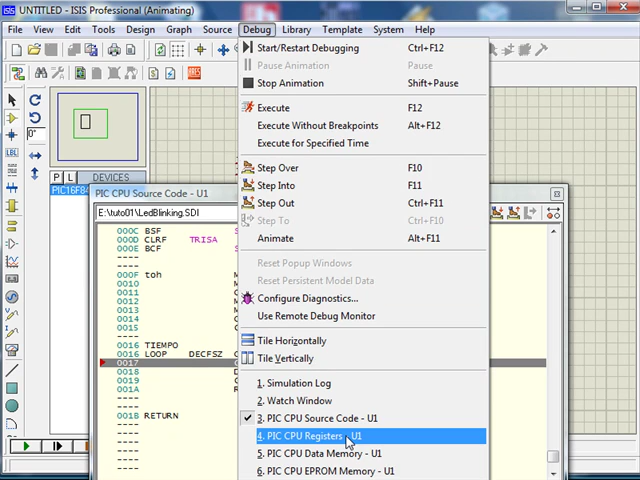 UNTITLED - ISIS Professional (Animating)
File View Edit Tools Design Graph Source Debug Library Template System Help
Start/Restart Debugging Ctrl+F12
Pause Animation Pause
Stop Animation Shift+Pause
Execute F12
Execute Without Breakpoints Alt+F12
Execute for Specified Time
Step Over F10
Step Into F11
Step Out Ctrl+F11
Step To Ctrl+F10
Animate Alt+F11
Reset Popup Windows
Reset Persistent Model Data
Configure Diagnostics...
Use Remote Debug Monitor
Tile Horizontally
Tile Vertically
1. Simulation Log
2. Watch Window
3. PIC CPU Source Code - U1
4. PIC CPU Registers - U1
5. PIC CPU Data Memory - U1
6. PIC CPU EPROM Memory - U1
0°
LBL
P L DEVICES
PIC16F84
PIC CPU Source Code - U1
E:\tuto01\LedBlinking.SDI
000C BSF S
000D CLRF TRISA
000E BCF S
----
----
000F toh M
0010 M
0011 C
0012 C
0013 M
0014 M
0015 C
----
0016 TIEMPO M
0016 LOOP DECFSZ C
0017
0018 D
0019 C
001A R
----
----
001B RETURN
----
----
----
----